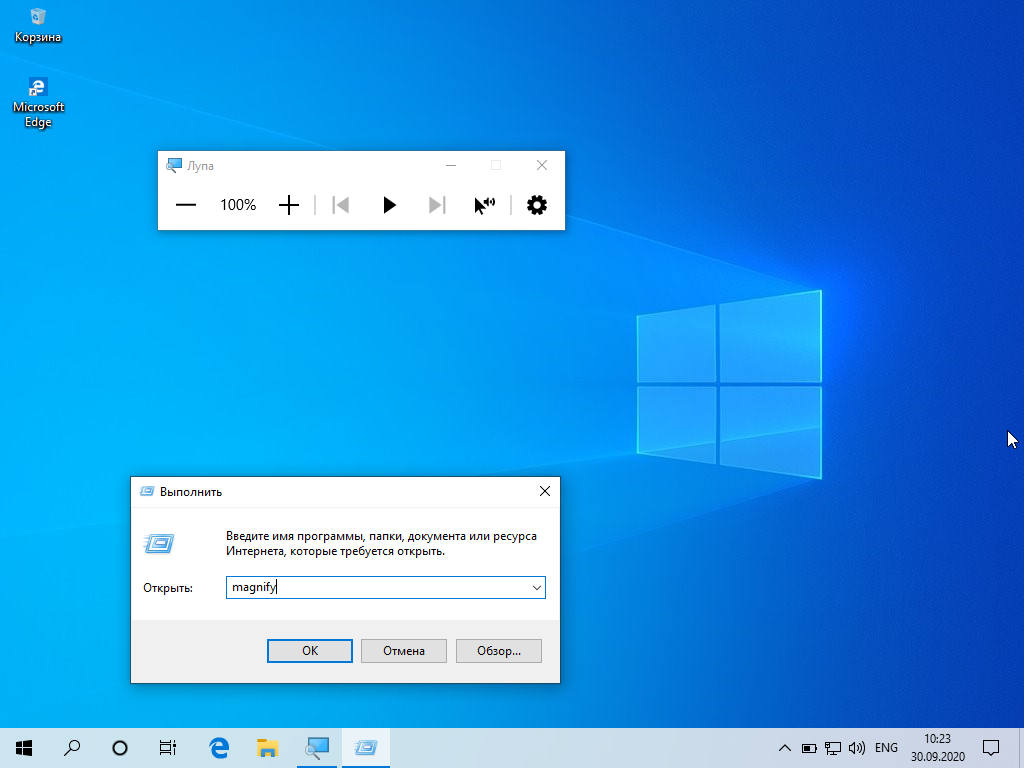 Корзина
Microsoft
Edge
Лупа
100%
Выполнить
Введите имя программы, папки, документа или ресурса
Интернета, которые требуется открыть.
Открыть:
magnify
ОК
Отмена
Обзор...
ENG
10:23
30.09.2020